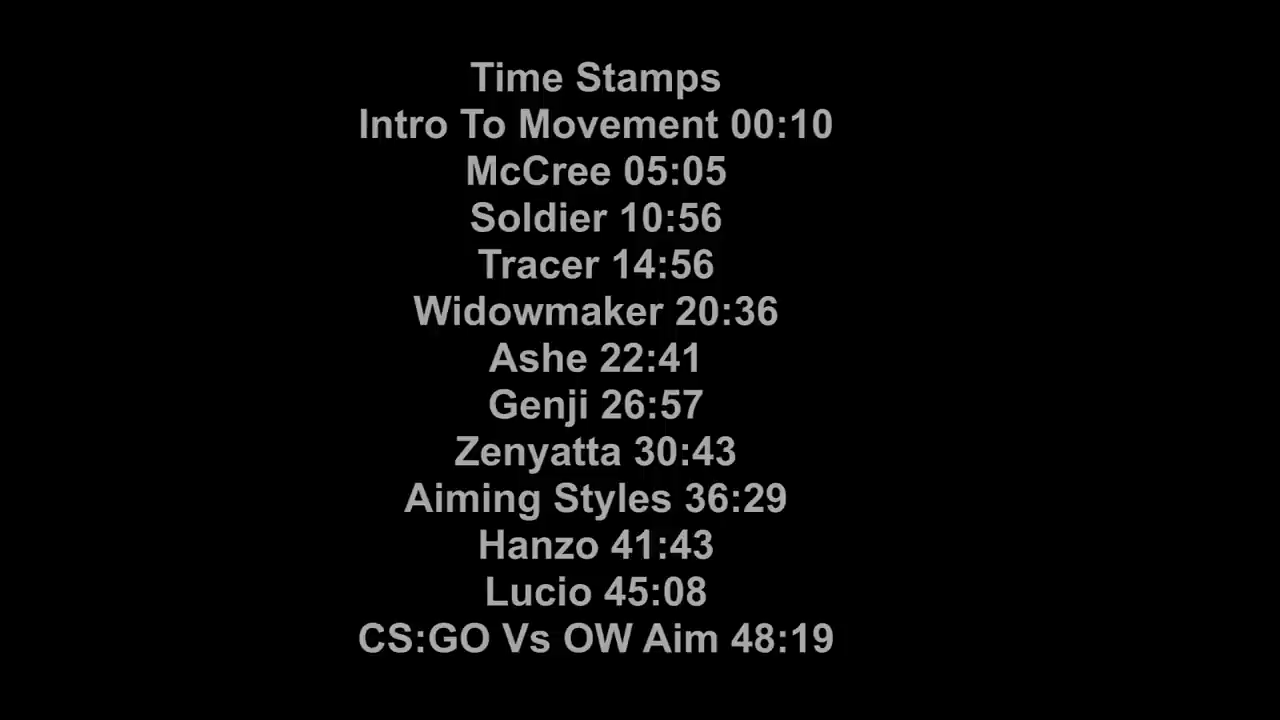 Time Stamps
Intro To Movement 00:10
McCree 05:05
Soldier 10:56
Tracer 14:56
Widowmaker 20:36
Ashe 22:41
Genji 26:57
Zenyatta 30:43
Aiming Styles 36:29
Hanzo 41:43
Lucio 45:08
CS:GO Vs OW Aim 48:19